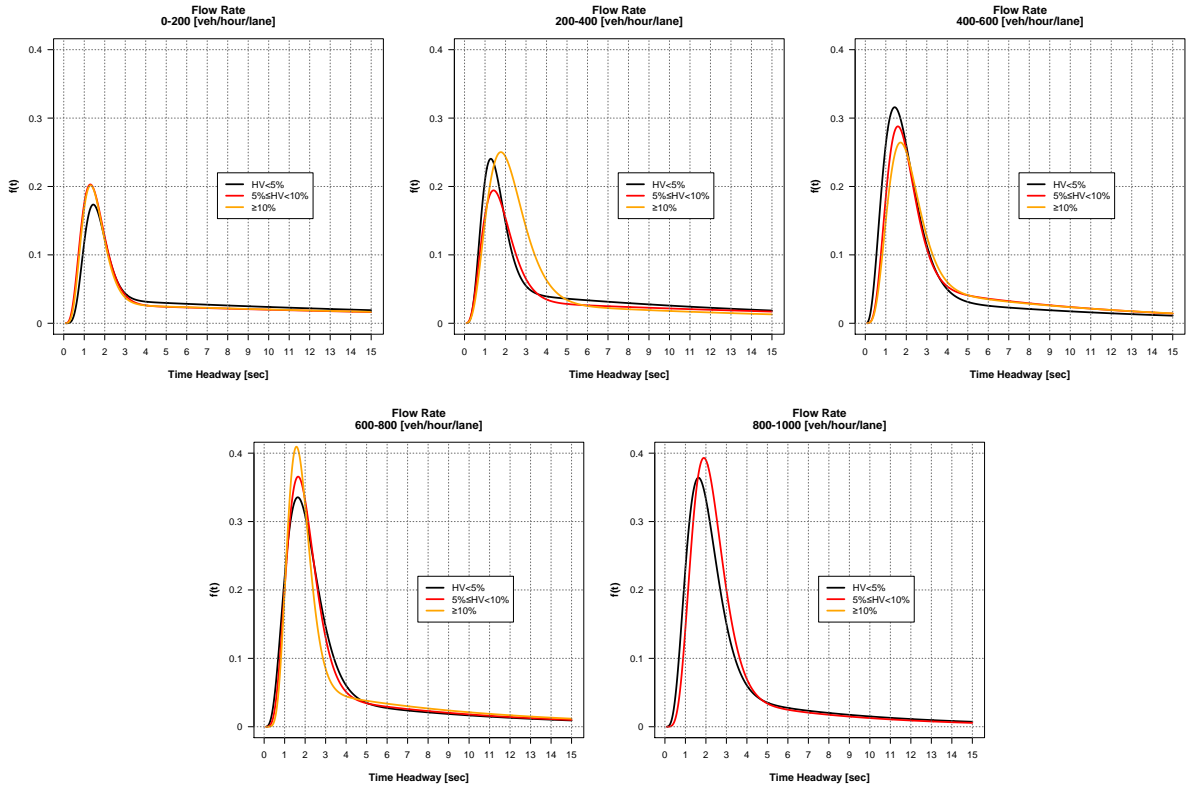 Flow Rate
0-200 [veh/hour/lane]
f(t)
0.4
0.3
0.2
0.1
0
HV<5%
5%≤HV<10%
≥10%
0 1 2 3 4 5 6 7 8 9 10 11 12 13 14 15
Time Headway [sec]
Flow Rate
200-400 [veh/hour/lane]
f(t)
0.4
0.3
0.2
0.1
0
HV<5%
5%≤HV<10%
≥10%
0 1 2 3 4 5 6 7 8 9 10 11 12 13 14 15
Time Headway [sec]
Flow Rate
400-600 [veh/hour/lane]
f(t)
0.4
0.3
0.2
0.1
0
HV<5%
5%≤HV<10%
≥10%
0 1 2 3 4 5 6 7 8 9 10 11 12 13 14 15
Time Headway [sec]
Flow Rate
600-800 [veh/hour/lane]
f(t)
0.4
0.3
0.2
0.1
0
HV<5%
5%≤HV<10%
≥10%
0 1 2 3 4 5 6 7 8 9 10 11 12 13 14 15
Time Headway [sec]
Flow Rate
800-1000 [veh/hour/lane]
f(t)
0.4
0.3
0.2
0.1
0
HV<5%
5%≤HV<10%
≥10%
0 1 2 3 4 5 6 7 8 9 10 11 12 13 14 15
Time Headway [sec]